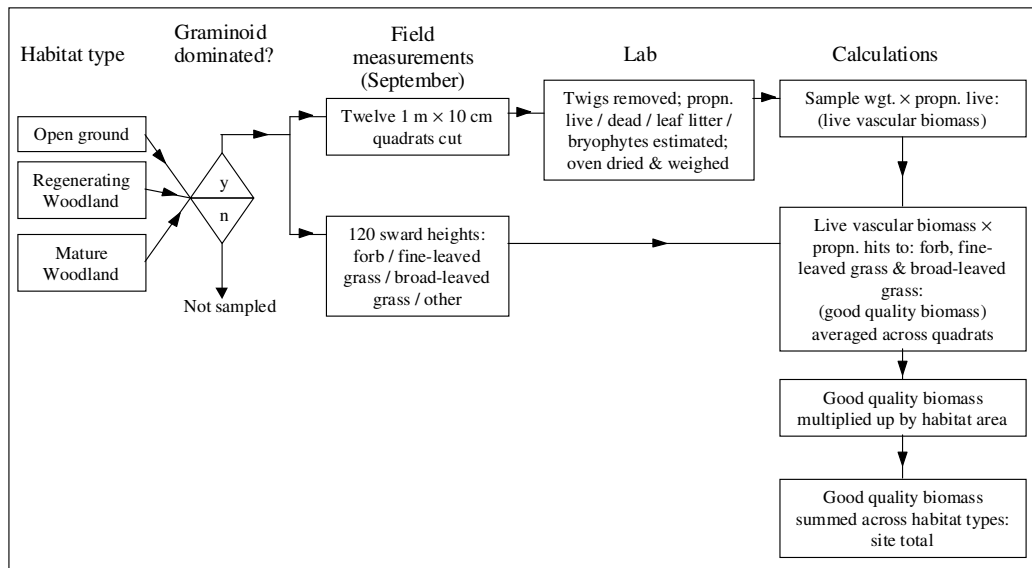 Habitat type
Graminoid
dominated?
Field
measurements
(September)
Lab
Calculations
Open ground
Regenerating
Woodland
Mature
Woodland
y
n
Not sampled
Twelve 1 m × 10 cm
quadrats cut
120 sward heights:
forb / fine-leaved
grass / broad-leaved
grass / other
Twigs removed; propn.
live / dead / leaf litter /
bryophytes estimated;
oven dried & weighed
Sample wgt. × propn. live:
(live vascular biomass)
Live vascular biomass ×
propn. hits to: forb, fine-
leaved grass & broad-leaved
grass:
(good quality biomass)
averaged across quadrats
Good quality biomass
multiplied up by habitat area
Good quality biomass
summed across habitat types:
site total